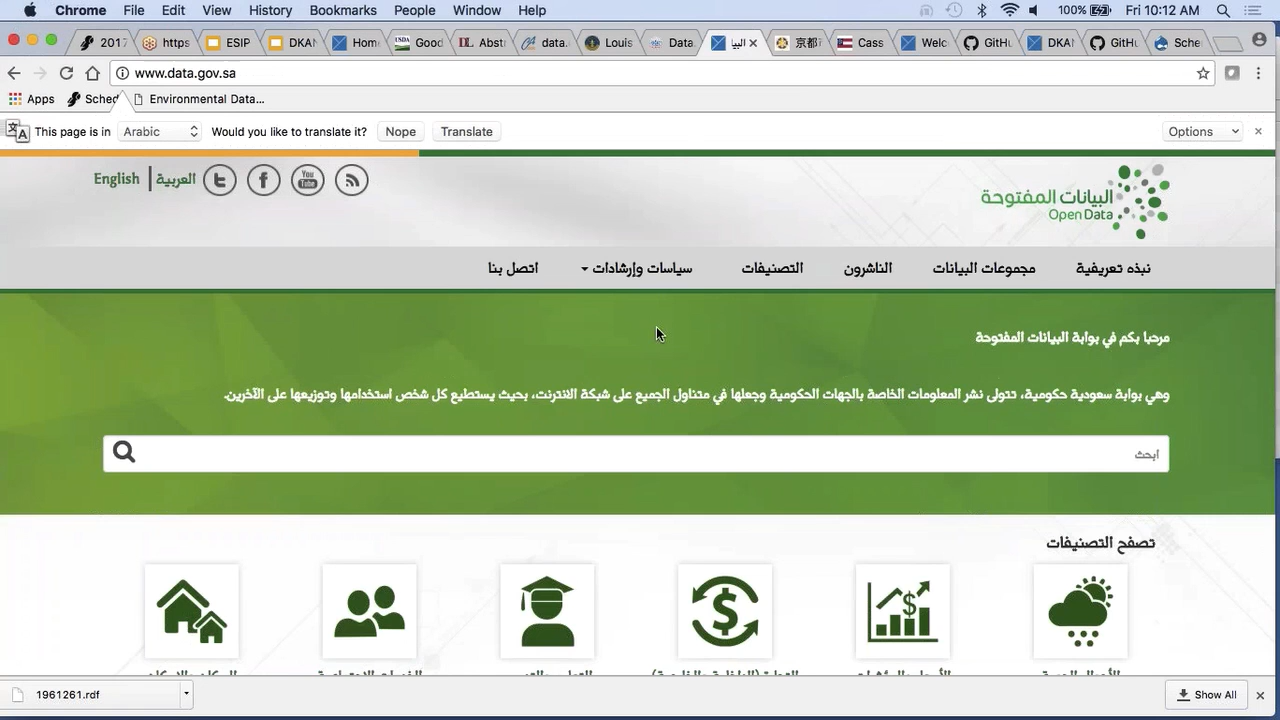 Chrome File Edit View History Bookmarks People Window Help 100% Fri 10:12 AM
2017 https ESIP DKAN Hom Good Abstr data. Louis Data. البيا 京都 Cass Welc GitHu DKAN GitHu Sche
www.data.gov.sa
Apps Sched Environmental Data...
This page is in Arabic Would you like to translate it? Nope Translate Options
English العربية You Tube
البيانات المفتوحة
Open Data
نبذه تعريفية مجموعات البيانات الناشرون التصنيفات سياسات وإرشادات اتصل بنا
مرحبا بكم في بوابة البيانات المفتوحة
وهي بوابة سعودية حكومية، تتولى نشر المعلومات الخاصة بالجهات الحكومية وجعلها في متناول الجميع على شبكة الانترنت، بحيث يستطيع كل شخص استخدامها وتوزيعها على الآخرين.
ابحث
تصفح التصنيفات
1961261.rdf Show All